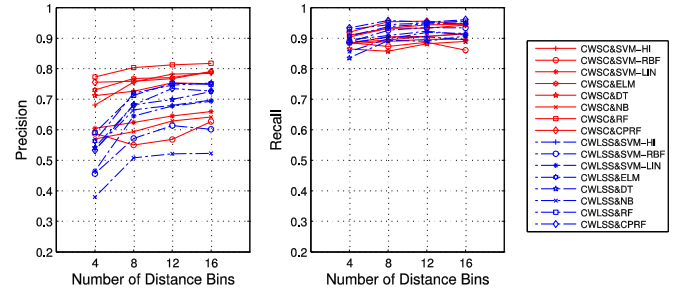 1
0.9
0.8
0.7
0.6
0.5
0.4
0.3
0.2
Precision
4 8 12 16
Number of Distance Bins
1
0.9
0.8
0.7
0.6
0.5
0.4
0.3
0.2
Recall
4 8 12 16
Number of Distance Bins
CWSC&SVM-HI
CWSC&SVM-RBF
CWSC&SVM-LIN
CWSC&ELM
CWSC&DT
CWSC&NB
CWSC&RF
CWSC&CPRF
CWLSS&SVM-HI
CWLSS&SVM-RBF
CWLSS&SVM-LIN
CWLSS&ELM
CWLSS&DT
CWLSS&NB
CWLSS&RF
CWLSS&CPRF